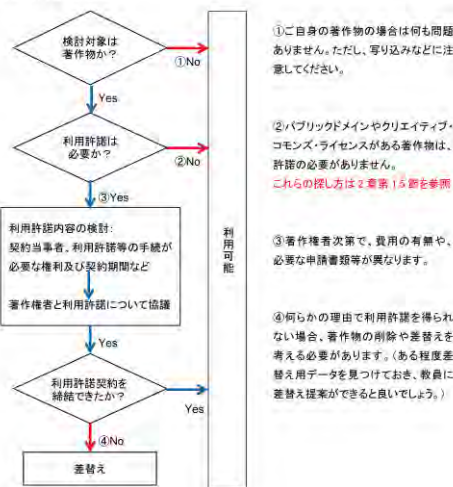 検討対象は
著作物か？
①No
Yes
利用許諾は
必要か？
②No
③Yes
利用許諾内容の検討:
契約当事者、利用許諾等の手続が
必要な権利及び契約期間など
著作権者と利用許諾について協議
Yes
利用許諾契約を
締結できたか？
Yes
④No
差替え
利用可能
①ご自身の著作物の場合は何も問題
ありません。ただし、写り込みなどに注
意してください。
②パブリックドメインやクリエイティブ・
コモンズ・ライセンスがある著作物は、
許諾の必要がありません。
これらの探し方は2章第1.5節を参照
③著作権者次第で、費用の有無や、
必要な申請書類等が異なります。
④何らかの理由で利用許諾を得られ
ない場合、著作物の削除や差替えを
考える必要があります。（ある程度差
替え用データを見つけておき、教員に
差替え提案ができると良いでしょう。）